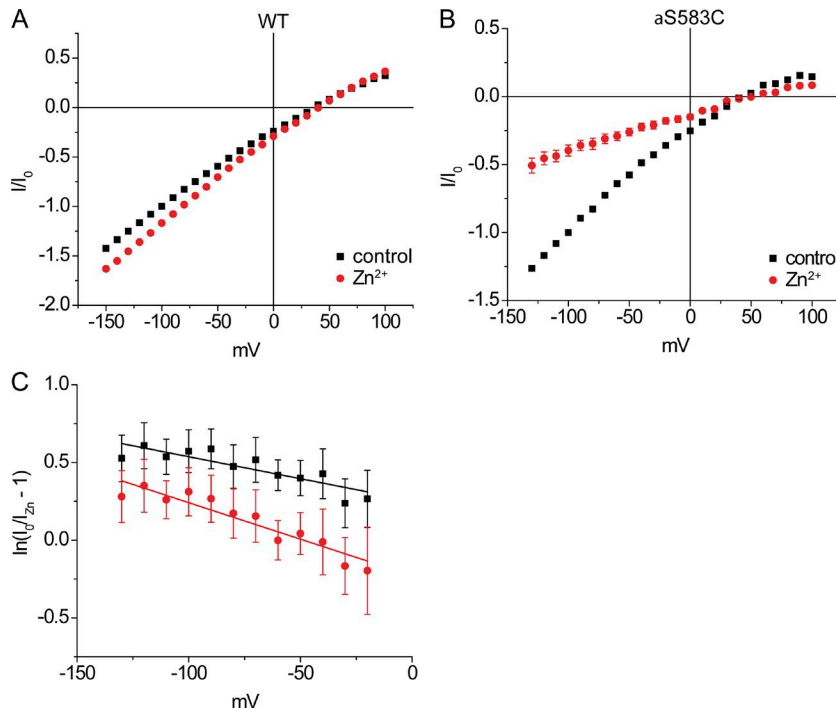 A
WT
0.5
0.0
-0.5
-1.0
-1.5
-2.0
I/I0
control
Zn2+
-150 -100 -50 0 50 100
mV
B
aS583C
0.5
0.0
-0.5
-1.0
-1.5
I/I0
contro
Zn2+
-150 -100 -50 0 50 100
mV
C
1.0
0.5
0.0
-0.5
ln(I0/IZn - 1)
-150 -100 -50 0
mV